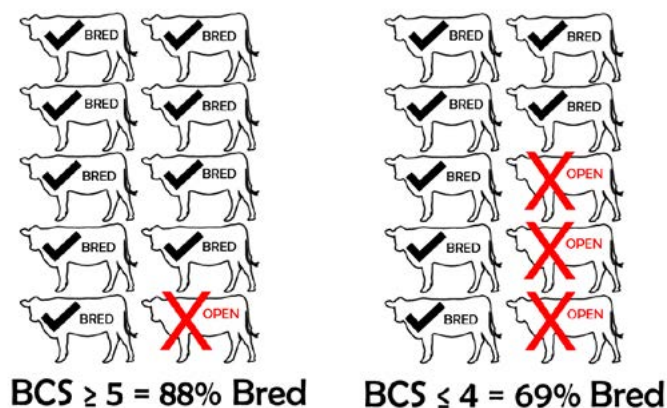 BRED BRED BRED BRED
BRED BRED BRED BRED
BRED BRED BRED OPEN
BRED BRED BRED OPEN
BRED OPEN BRED OPEN
BCS ≥ 5 = 88% Bred
BCS ≤ 4 = 69% Bred